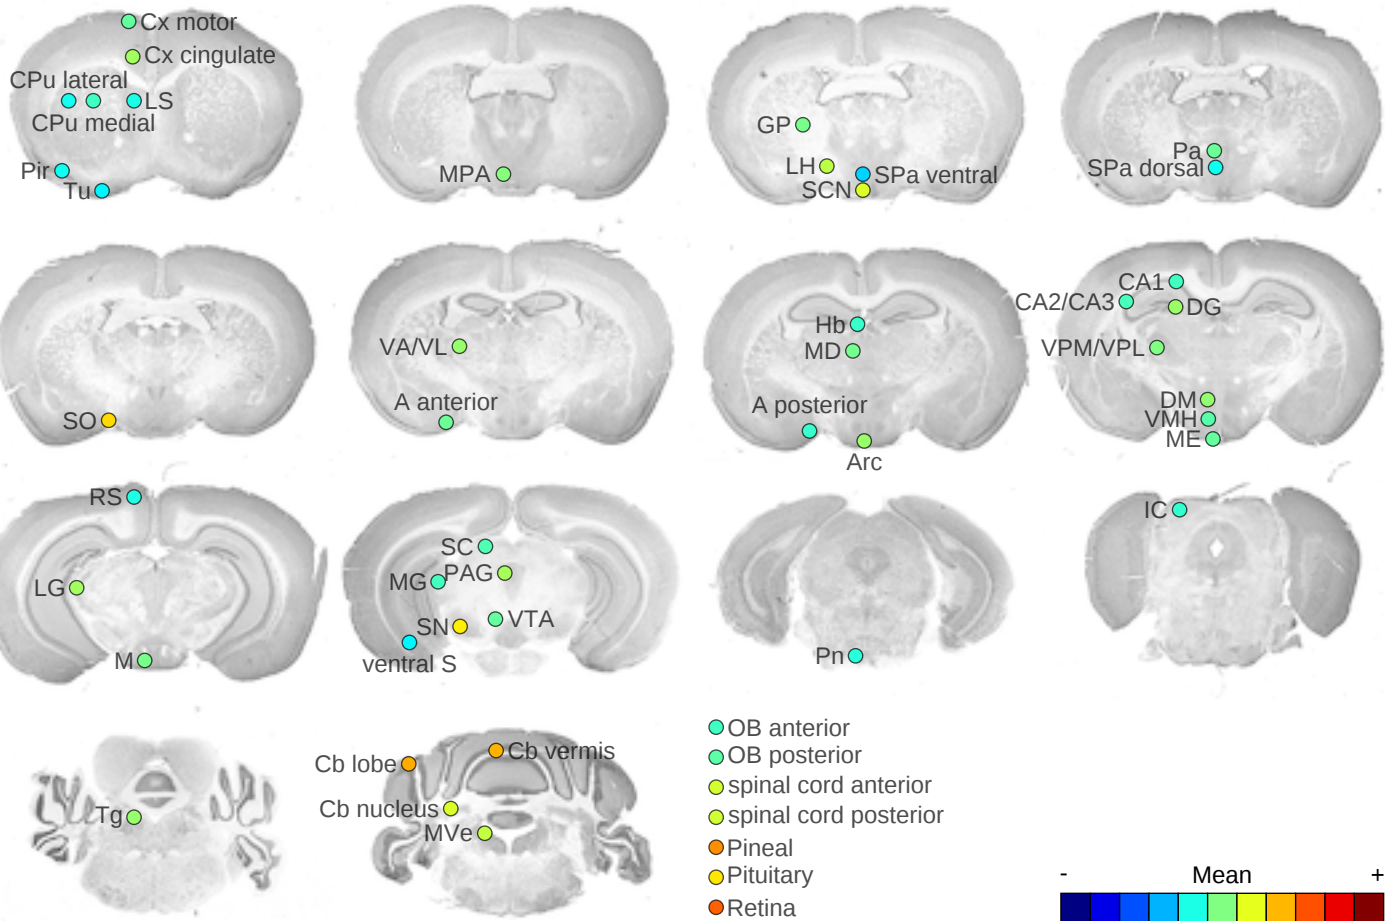 Cx motor
Cx cingulate
CPu lateral
LS
CPu medial
Pir
Tu
MPA
GP
LH
SPa ventral
SCN
Pa
SPa dorsal
SO
VA/VL
A anterior
Hb
MD
A posterior
Arc
CA1
CA2/CA3
DG
VPM/VPL
DM
VMH
ME
RS
LG
M
SC
PAG
MG
SN
VTA
ventral S
Pn
IC
Tg
Cb lobe
Cb vermis
Cb nucleus
MVe
OB anterior
OB posterior
spinal cord anterior
spinal cord posterior
Pineal
Pituitary
Retina
- Mean +